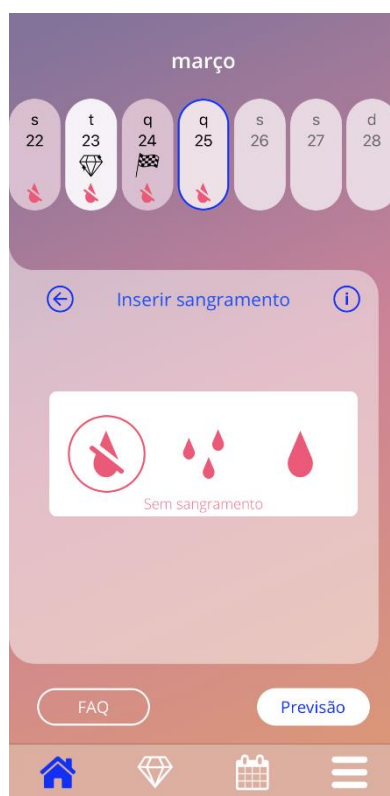 março
s t q q s s d
22 23 24 25 26 27 28
Inserir sangramento
i
Sem sangramento
FAQ Previsão